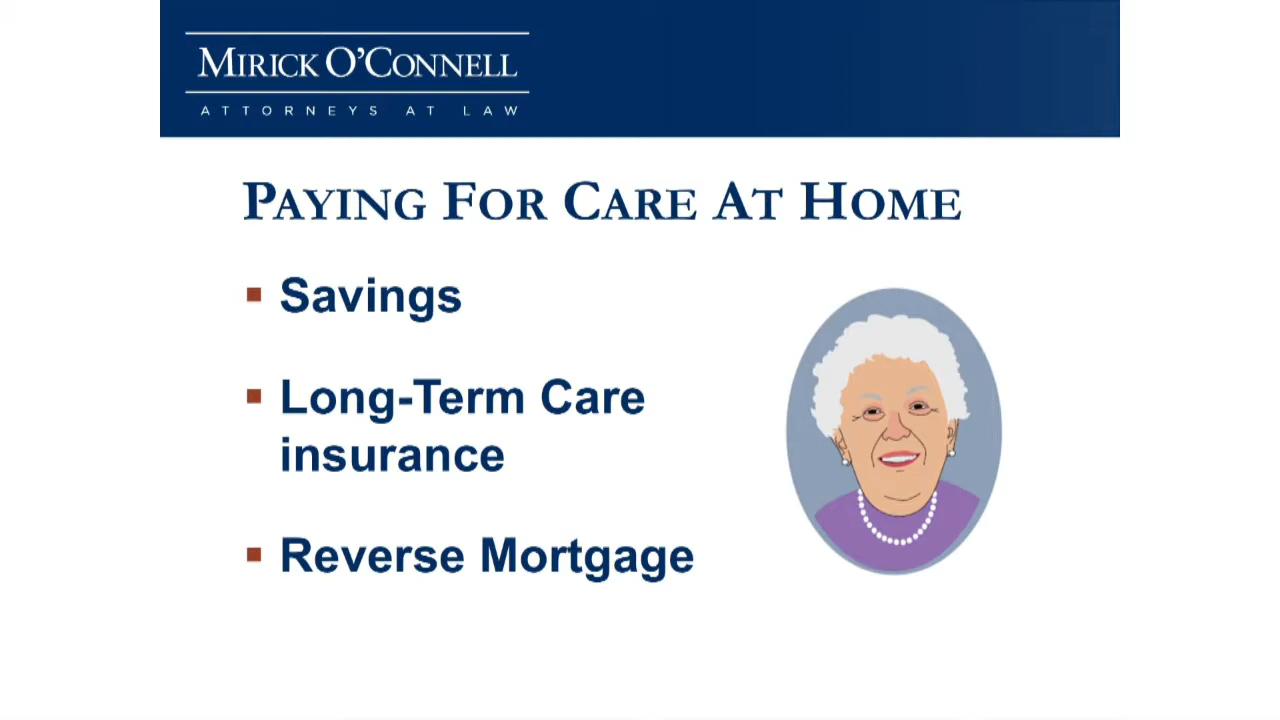 MIRICK O'CONNELL
ATTORNEYS AT LAW
PAYING FOR CARE AT HOME
Savings
Long-Term Care
insurance
Reverse Mortgage